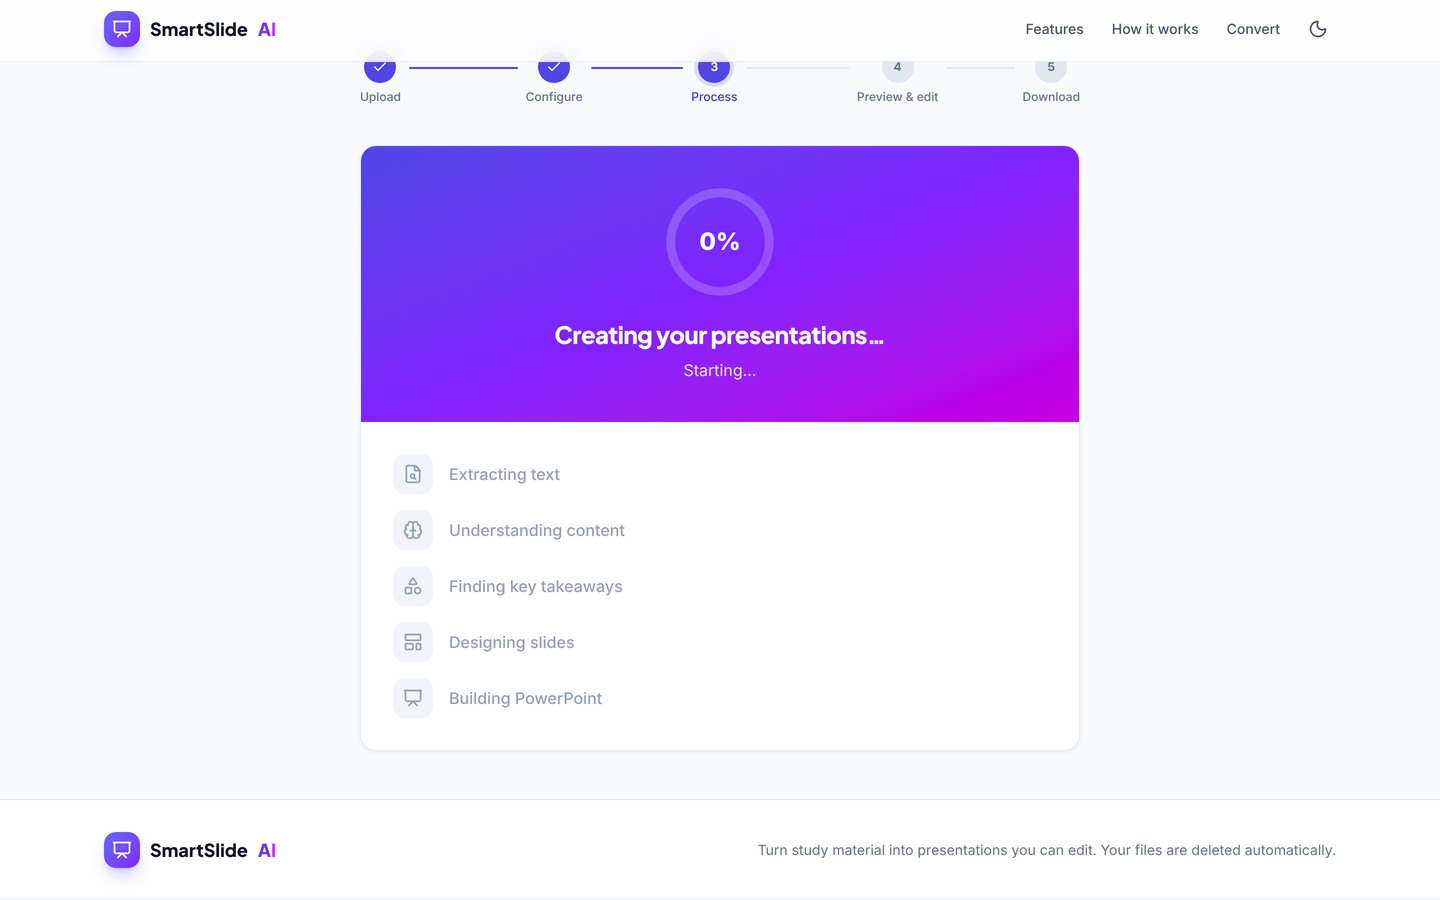 SmartSlide AI
Features
How it works
Convert
3
4
5
Upload
Configure
Process
Preview & edit
Download
0%
Creating your presentations...
Starting...
Extracting text
Understanding content
Finding key takeaways
Designing slides
Building PowerPoint
SmartSlide AI
Turn study material into presentations you can edit. Your files are deleted automatically.